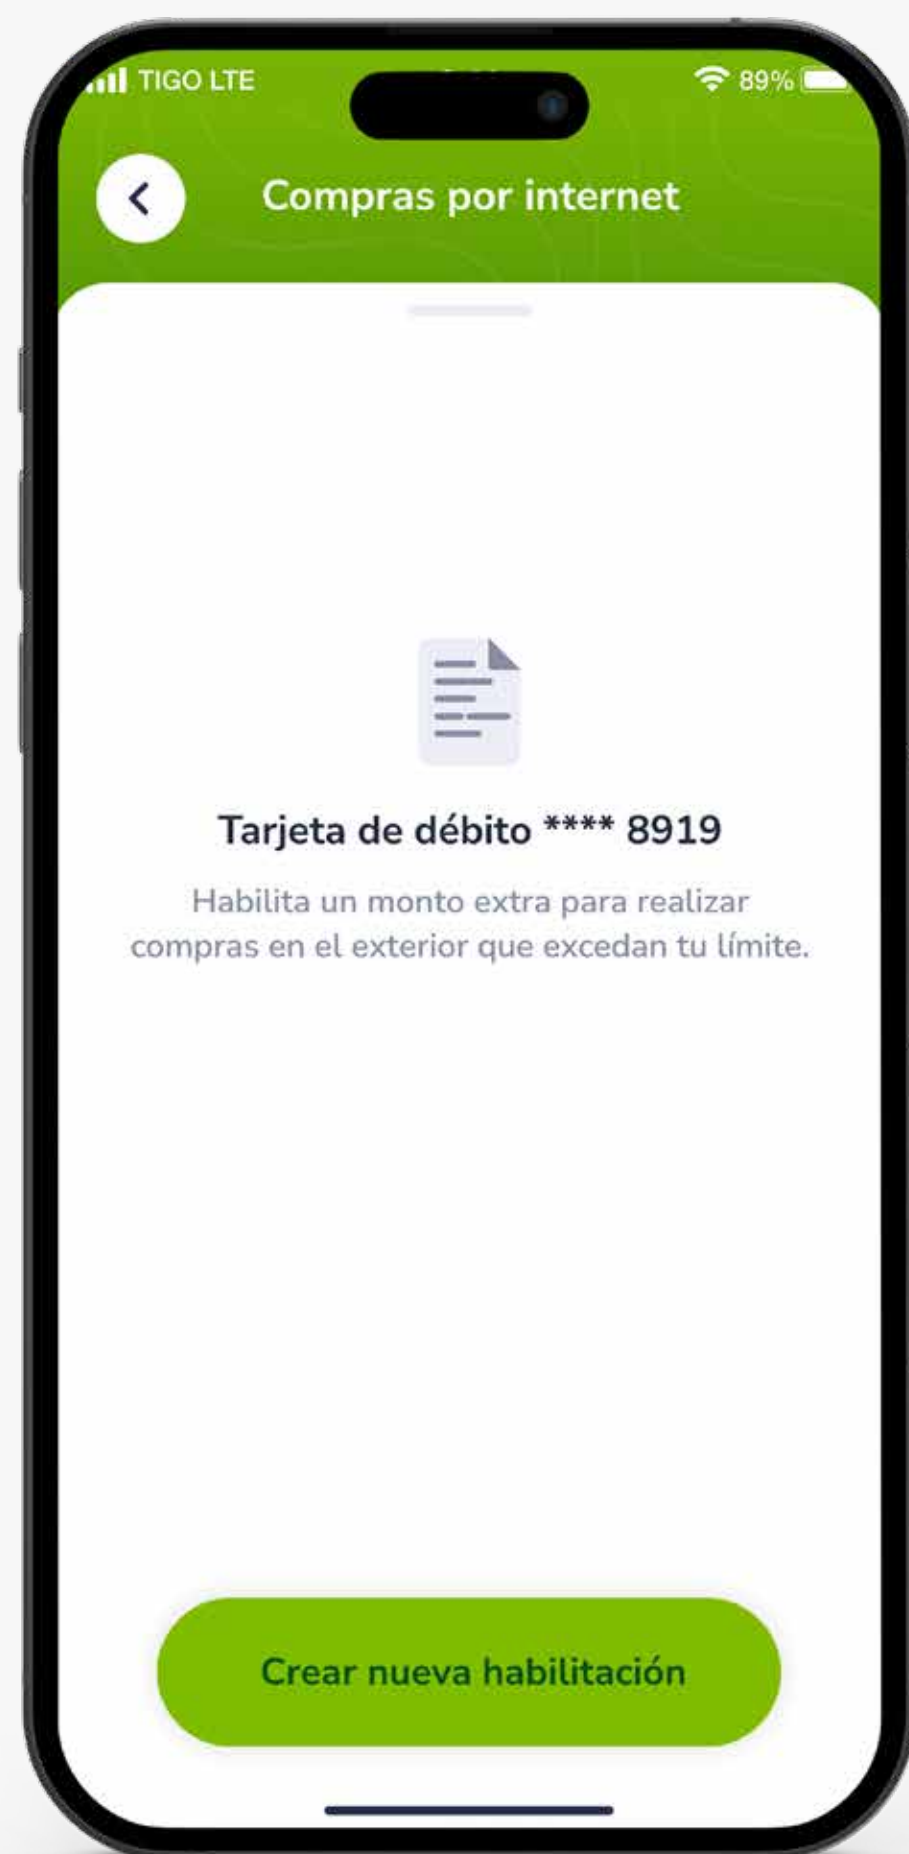 TIGO LTE
89%
Compras por internet
Tarjeta de débito **** 8919
Habilita un monto extra para realizar
compras en el exterior que excedan tu límite.
Crear nueva habilitación